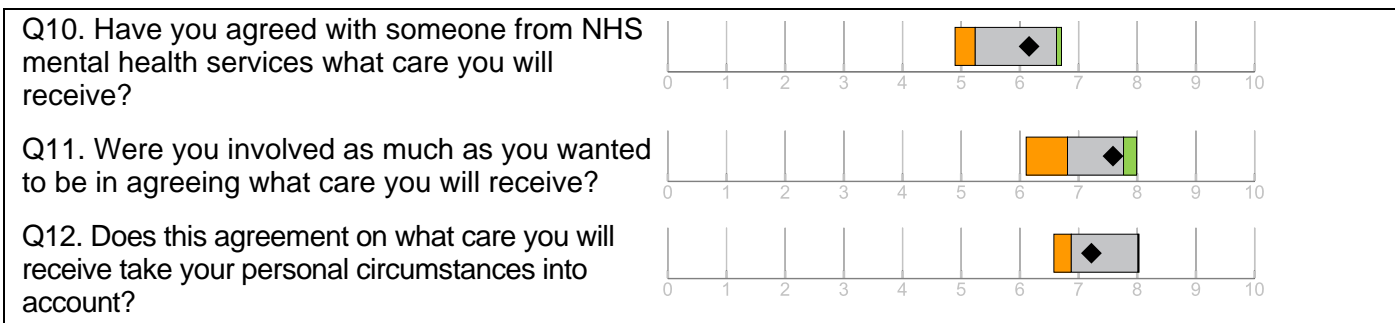 Q10. Have you agreed with someone from NHS
mental health services what care you will
receive?
0 1 2 3 4 5 6 7 8 9 10
Q11. Were you involved as much as you wanted
to be in agreeing what care you will receive?
0 1 2 3 4 5 6 7 8 9 10
Q12. Does this agreement on what care you will
receive take your personal circumstances into
account?
0 1 2 3 4 5 6 7 8 9 10